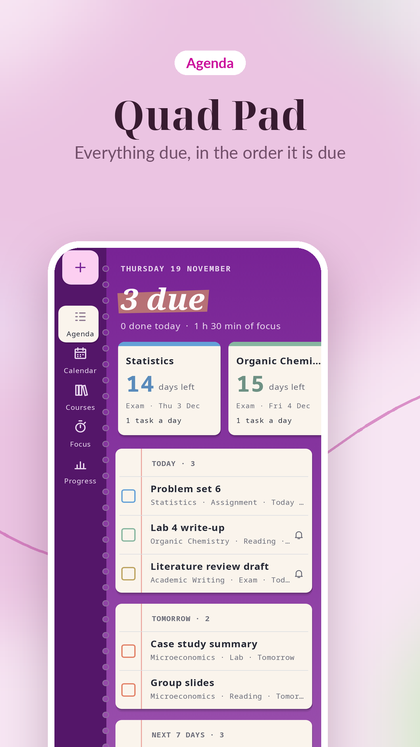 Agenda
Quad Pad
Everything due, in the order it is due
+
Agenda
Calendar
Courses
Focus
Progress
THURSDAY 19 NOVEMBER
3 due
0 done today · 1 h 30 min of focus
Statistics
14 days left
Exam · Thu 3 Dec
1 task a day
Organic Chemi…
15 days left
Exam · Fri 4 Dec
1 task a day
TODAY · 3
Problem set 6
Statistics · Assignment · Today …
Lab 4 write-up
Organic Chemistry · Reading ·…
Literature review draft
Academic Writing · Exam · Tod…
TOMORROW · 2
Case study summary
Microeconomics · Lab · Tomorrow
Group slides
Microeconomics · Reading · Tomor…
NEXT 7 DAYS · 3